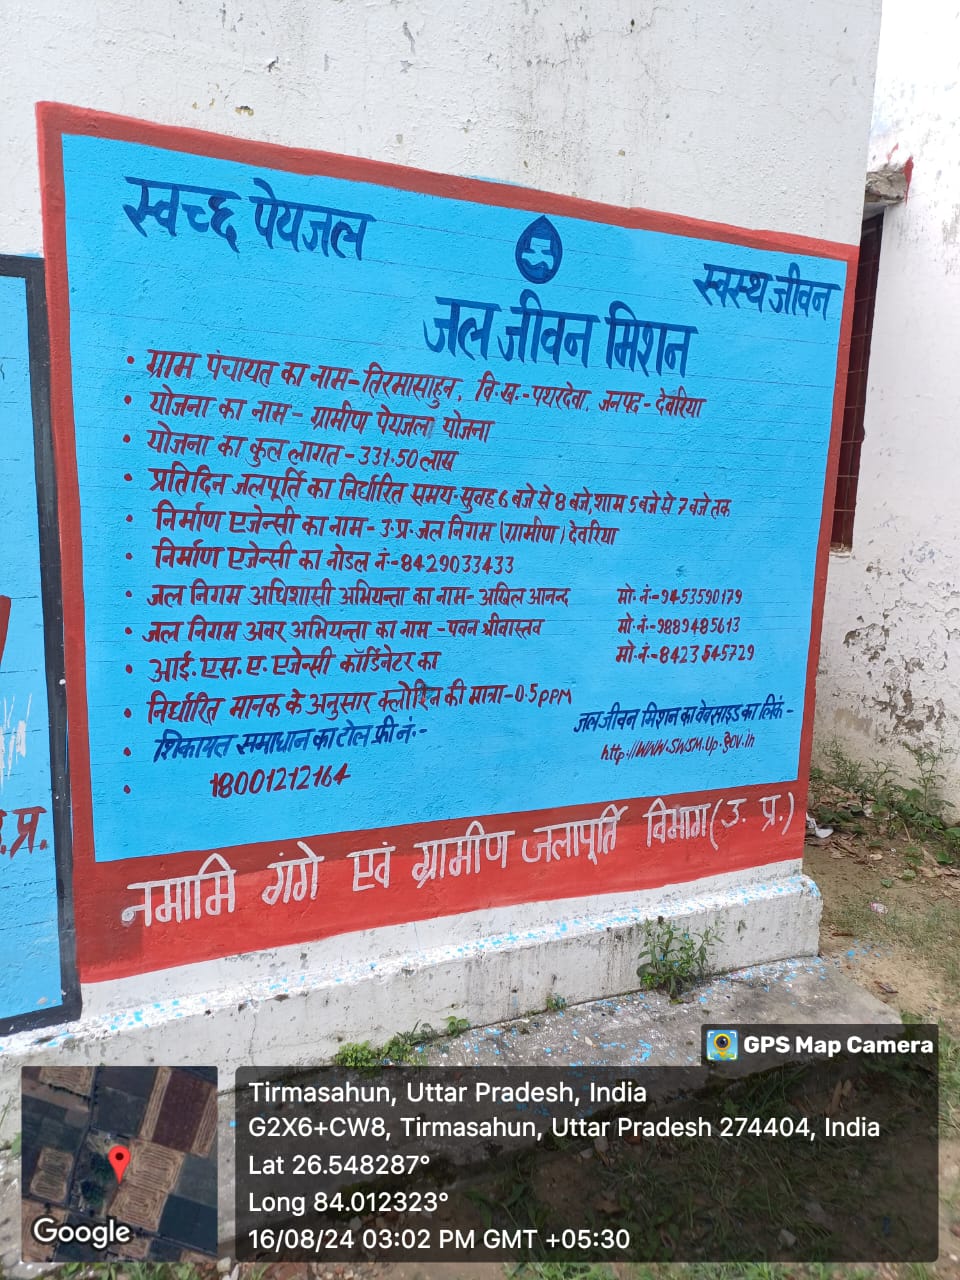 स्वच्छ पेयजल
स्वस्थ जीवन
जल जीवन मिशन
• ग्राम पंचायत का नाम-तिरमासाहुन, वि.ख.-पथरदेवा, जनपद-देवरिया
• योजना का नाम- ग्रामीण पेयजल योजना
• योजना का कुल लागत-331.50 लाख
• प्रतिदिन जलपूर्ति का निर्धारित समय-सुबह 6 बजे से 8 बजे, शाम 5 बजे से 7 बजे तक
• निर्माण एजेन्सी का नाम-उ.प्र. जल निगम (ग्रामीण) देवरिया
• निर्माण एजेन्सी का नोडल नं.-8429033433
• जल निगम अधिशासी अभियन्ता का नाम-अखिल आनन्द मो.नं.-9453590179
• जल निगम अवर अभियन्ता का नाम-पवन श्रीवास्तव मो.नं.-9889485613
• आई.एस.ए. एजेन्सी कॉर्डिनेटर का मो.नं.-8423545729
• निर्धारित मानक के अनुसार क्लोरिन की मात्रा-0.5 PPM
• शिकायत समाधान का टोल फ्री नं:-
• 18001212164
जल जीवन मिशन का वेबसाइड का लिंक-
http://www.swsm.up.gov.in
नमामि गंगे एवं ग्रामीण जलापूर्ति विभाग (उ. प्र.)
.प्र.
GPS Map Camera
Tirmasahun, Uttar Pradesh, India
G2X6+CW8, Tirmasahun, Uttar Pradesh 274404, India
Lat 26.548287°
Long 84.012323°
16/08/24 03:02 PM GMT +05:30
Google